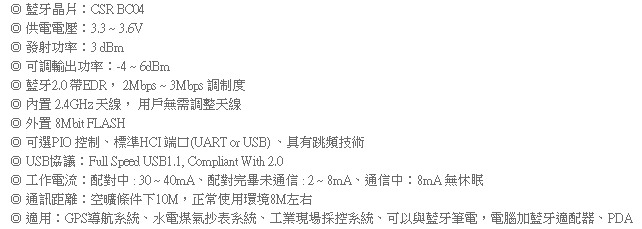 ◎ 藍牙晶片：CSR BC04
◎ 供電電壓：3.3 ~ 3.6V
◎ 發射功率：3 dBm
◎ 可調輸出功率：-4 ~ 6dBm
◎ 藍牙2.0 帶EDR， 2Mbps ~ 3Mbps 調制度
◎ 內置 2.4GHz 天線， 用戶無需調整天線
◎ 外置 8Mbit FLASH
◎ 可選PIO 控制、標準HCI 端口(UART or USB) 、具有跳頻技術
◎ USB協議：Full Speed USB1.1, Compliant With 2.0
◎ 工作電流：配對中 : 30 ~ 40mA、配對完畢未通信 : 2 ~ 8mA、通信中：8mA 無休眠
◎ 通訊距離：空曠條件下10M，正常使用環境8M左右
◎ 適用：GPS導航系統、水電煤氣抄表系統、工業現場採控系統、可以與藍牙筆電，電腦加藍牙適配器、PDA